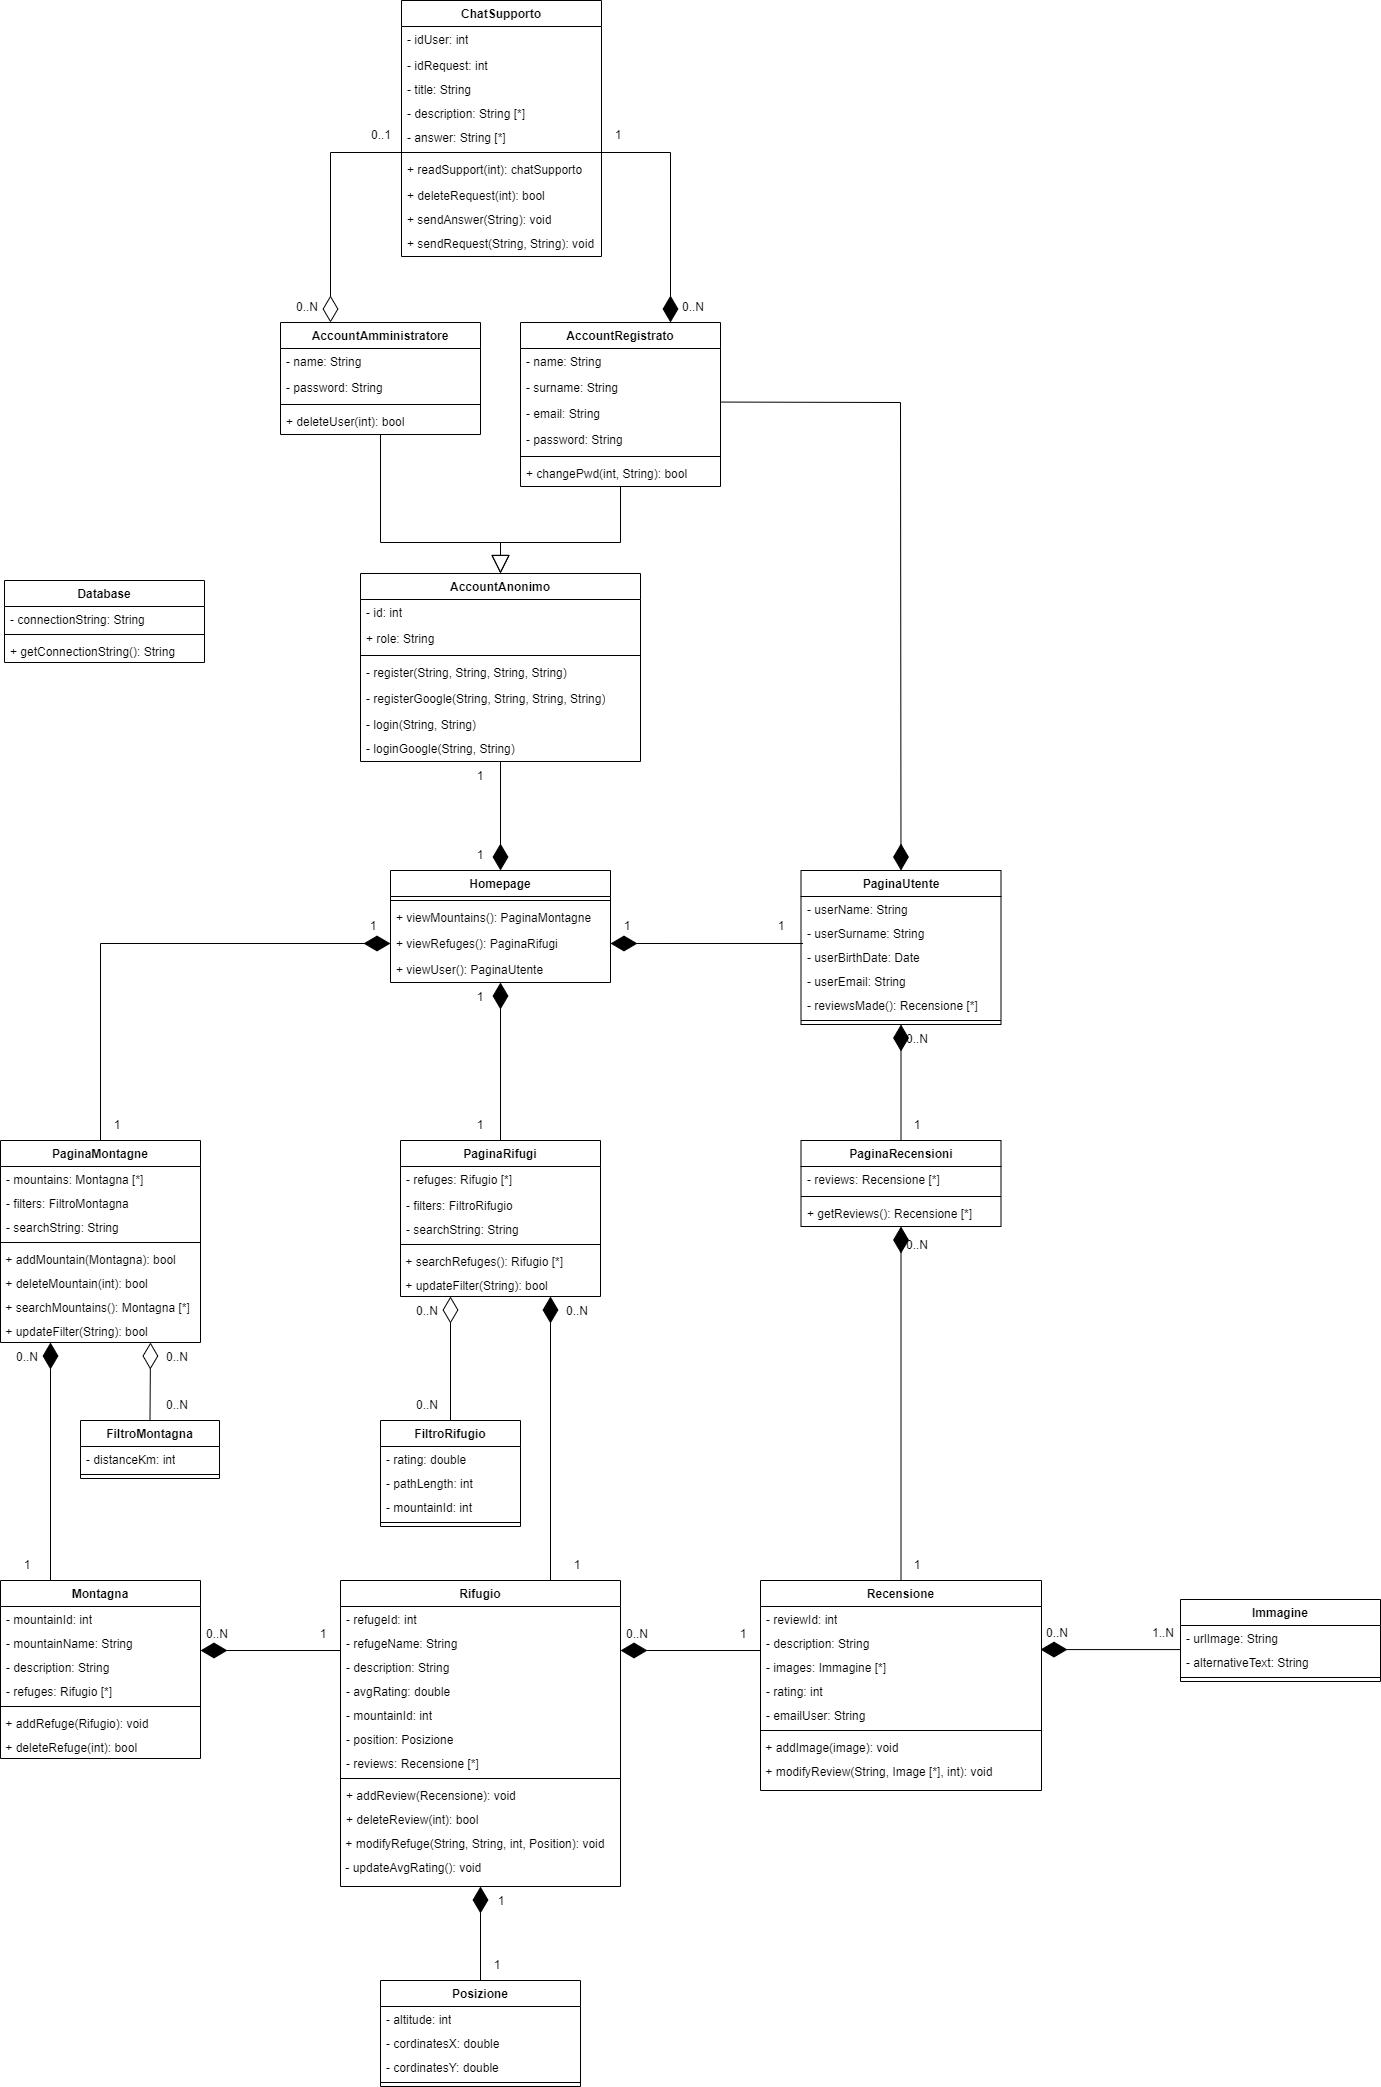 ChatSupporto
- idUser: int
- idRequest: int
- title: String
- description: String [*]
- answer: String [*]
0..1
1
+ readSupport(int): chatSupporto
+ deleteRequest(int): bool
+ sendAnswer(String): void
+ sendRequest(String, String): void
0..N
0..N
AccountAmministratore
- name: String
- password: String
+ deleteUser(int): bool
AccountRegistrato
- name: String
- surname: String
- email: String
- password: String
+ changePwd(int, String): bool
Database
- connectionString: String
+ getConnectionString(): String
AccountAnonimo
- id: int
+ role: String
- register(String, String, String, String)
- registerGoogle(String, String, String, String)
- login(String, String)
- loginGoogle(String, String)
1
1
Homepage
+ viewMountains(): PaginaMontagne
+ viewRefuges(): PaginaRifugi
+ viewUser(): PaginaUtente
1
1
1
1
PaginaUtente
- userName: String
- userSurname: String
- userBirthDate: Date
- userEmail: String
- reviewsMade(): Recensione [*]
0..N
1
1
1
PaginaMontagne
- mountains: Montagna [*]
- filters: FiltroMontagna
- searchString: String
+ addMountain(Montagna): bool
+ deleteMountain(int): bool
+ searchMountains(): Montagna [*]
+ updateFilter(String): bool
0..N
0..N
0..N
PaginaRifugi
- refuges: Rifugio [*]
- filters: FiltroRifugio
- searchString: String
+ searchRefuges(): Rifugio [*]
+ updateFilter(String): bool
0..N
0..N
0..N
PaginaRecensioni
- reviews: Recensione [*]
+ getReviews(): Recensione [*]
0..N
FiltroMontagna
- distanceKm: int
FiltroRifugio
- rating: double
- pathLength: int
- mountainId: int
1
1
1
Montagna
- mountainId: int
- mountainName: String
- description: String
- refuges: Rifugio [*]
+ addRefuge(Rifugio): void
+ deleteRefuge(int): bool
0..N
1
Rifugio
- refugeId: int
- refugeName: String
- description: String
- avgRating: double
- mountainId: int
- position: Posizione
- reviews: Recensione [*]
+ addReview(Recensione): void
+ deleteReview(int): bool
+ modifyRefuge(String, String, int, Position): void
- updateAvgRating(): void
0..N
1
Recensione
- reviewId: int
- description: String
- images: Immagine [*]
- rating: int
- emailUser: String
+ addImage(image): void
+ modifyReview(String, Image [*], int): void
0..N
1..N
Immagine
- urlImage: String
- alternativeText: String
1
1
Posizione
- altitude: int
- cordinatesX: double
- cordinatesY: double